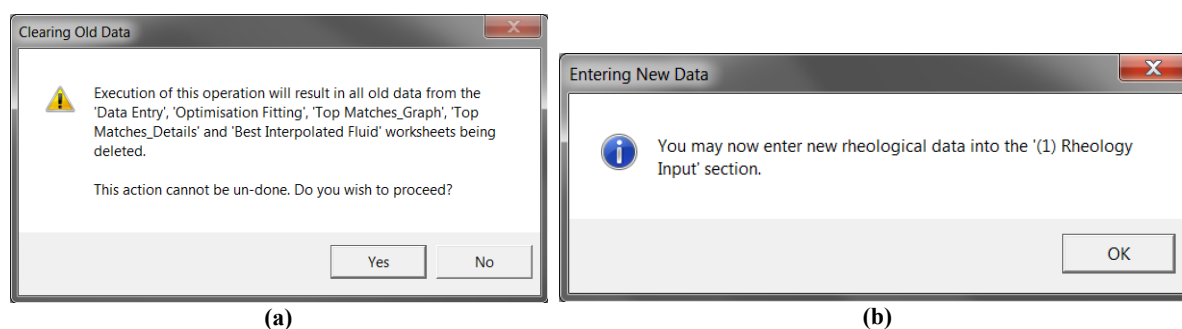 Clearing Old Data
Execution of this operation will result in all old data from the
'Data Entry', 'Optimisation Fitting', 'Top Matches_Graph', 'Top
Matches_Details' and 'Best Interpolated Fluid' worksheets being
deleted.
This action cannot be un-done. Do you wish to proceed?
Yes
No
(a)
Entering New Data
You may now enter new rheological data into the '(1) Rheology
Input' section.
OK
(b)